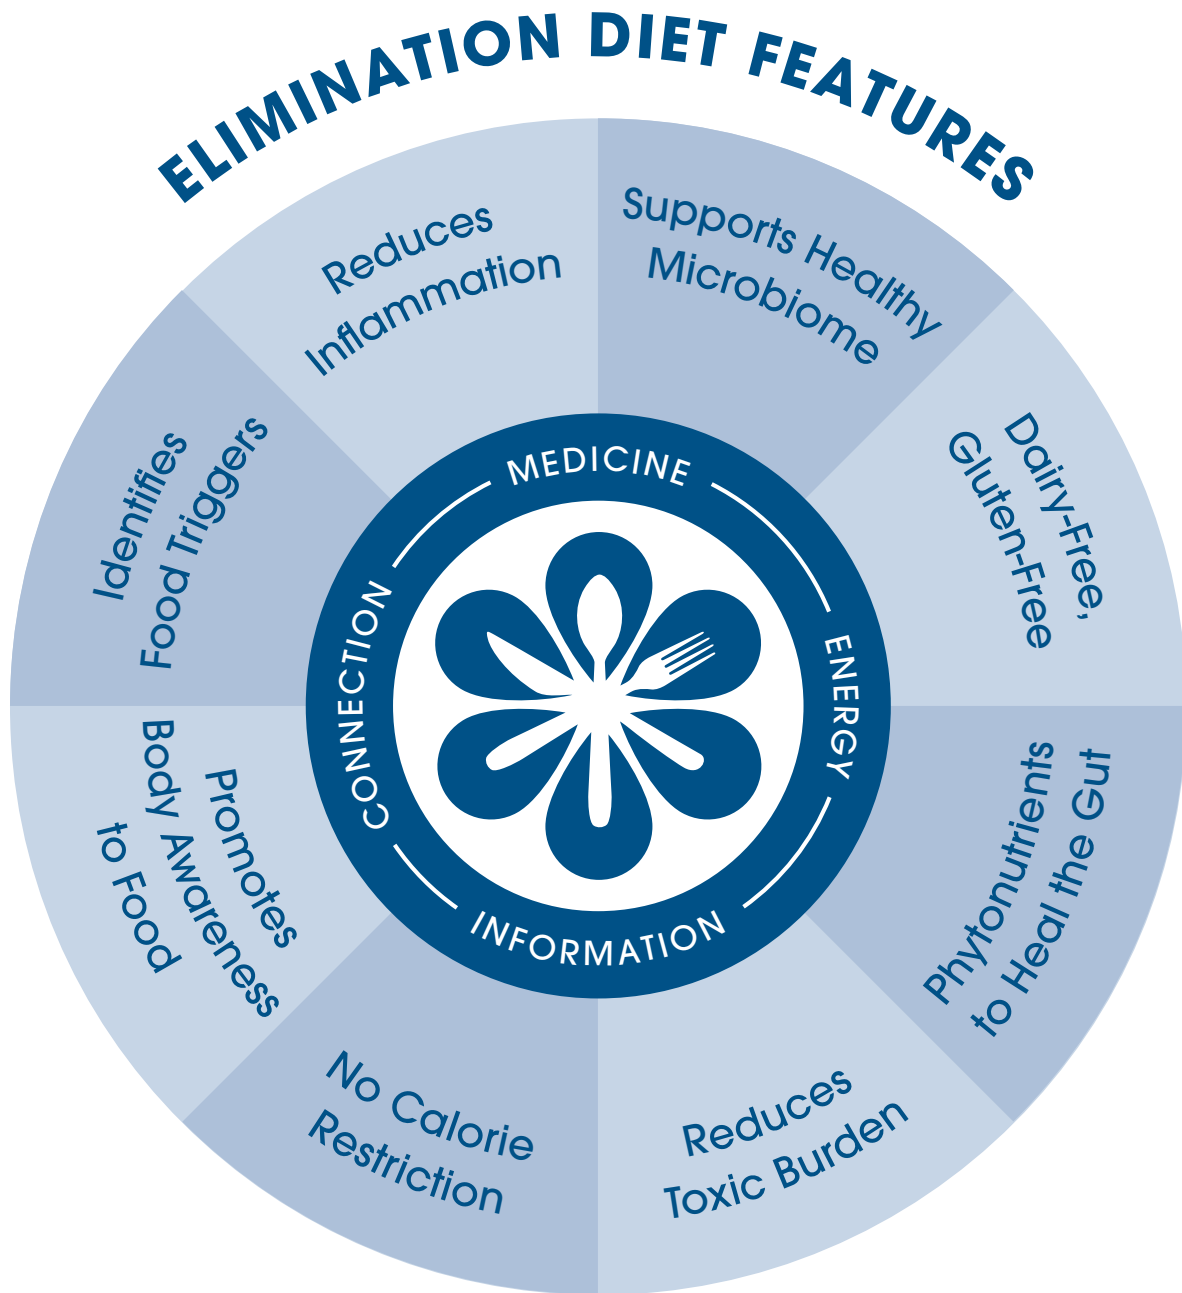 ELIMINATION DIET FEATURES
Supports Healthy
Microbiome
Dairy-Free,
Gluten-Free
Phytonutrients
to Heal the Gut
Reduces
Toxic Burden
No Calorie
Restriction
Promotes
Body Awareness
to Food
Identifies
Food Triggers
Reduces
Inflammation
MEDICINE
ENERGY
INFORMATION
CONNECTION